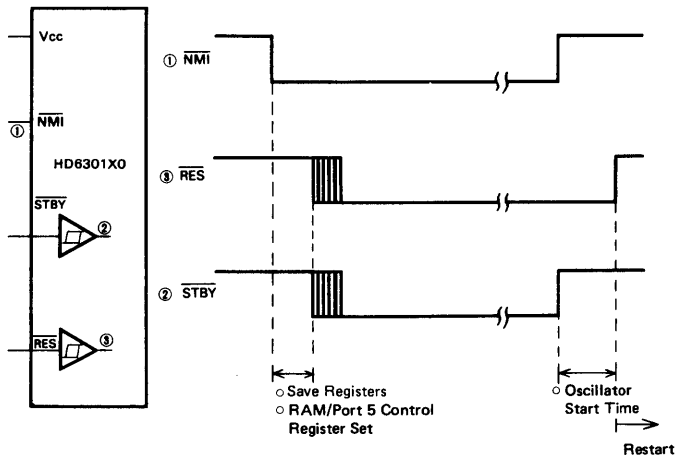 Vcc
① NMI
NMI
①
HD6301X0
③ RES
STBY
②
② STBY
RES
③
○ Save Registers
○ RAM/Port 5 Control
Register Set
○ Oscillator
Start Time
Restart